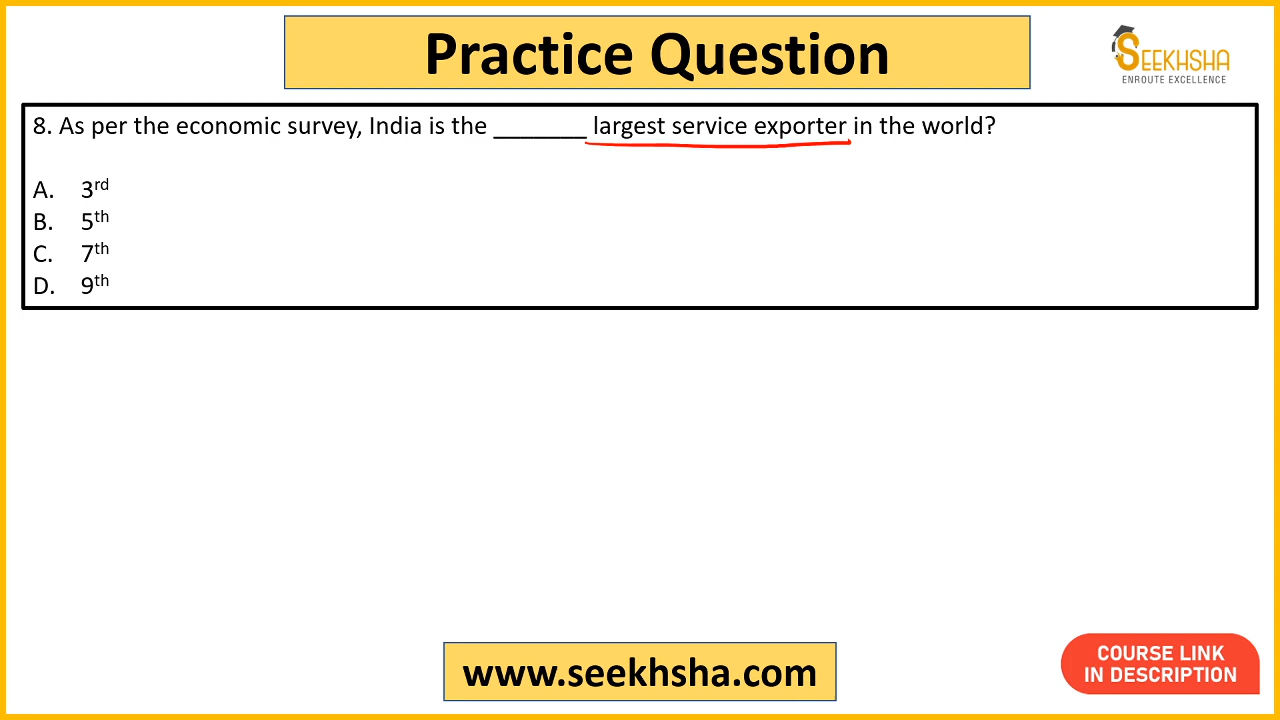 Practice Question
SEEKHSHA
ENROUTE EXCELLENCE
8. As per the economic survey, India is the _______ largest service exporter in the world?
A. 3rd
B. 5th
C. 7th
D. 9th
www.seekhsha.com
COURSE LINK
IN DESCRIPTION